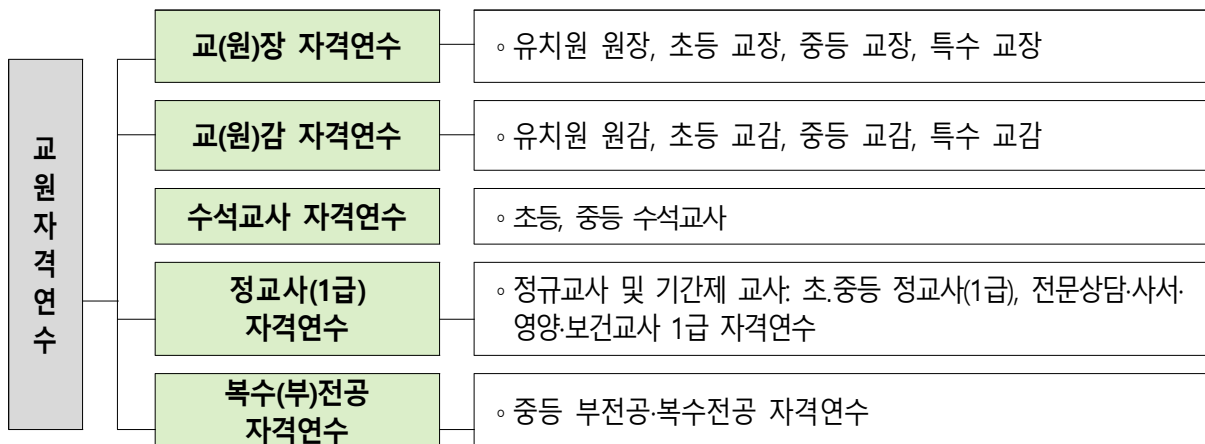 교원자격연수
교(원)장 자격연수
◦유치원 원장, 초등 교장, 중등 교장, 특수 교장
교(원)감 자격연수
◦유치원 원감, 초등 교감, 중등 교감, 특수 교감
수석교사 자격연수
◦초등, 중등 수석교사
정교사(1급)
자격연수
◦정규교사 및 기간제 교사: 초.중등 정교사(1급), 전문상담·사서·
영양·보건교사 1급 자격연수
복수(부)전공
자격연수
◦중등 부전공·복수전공 자격연수